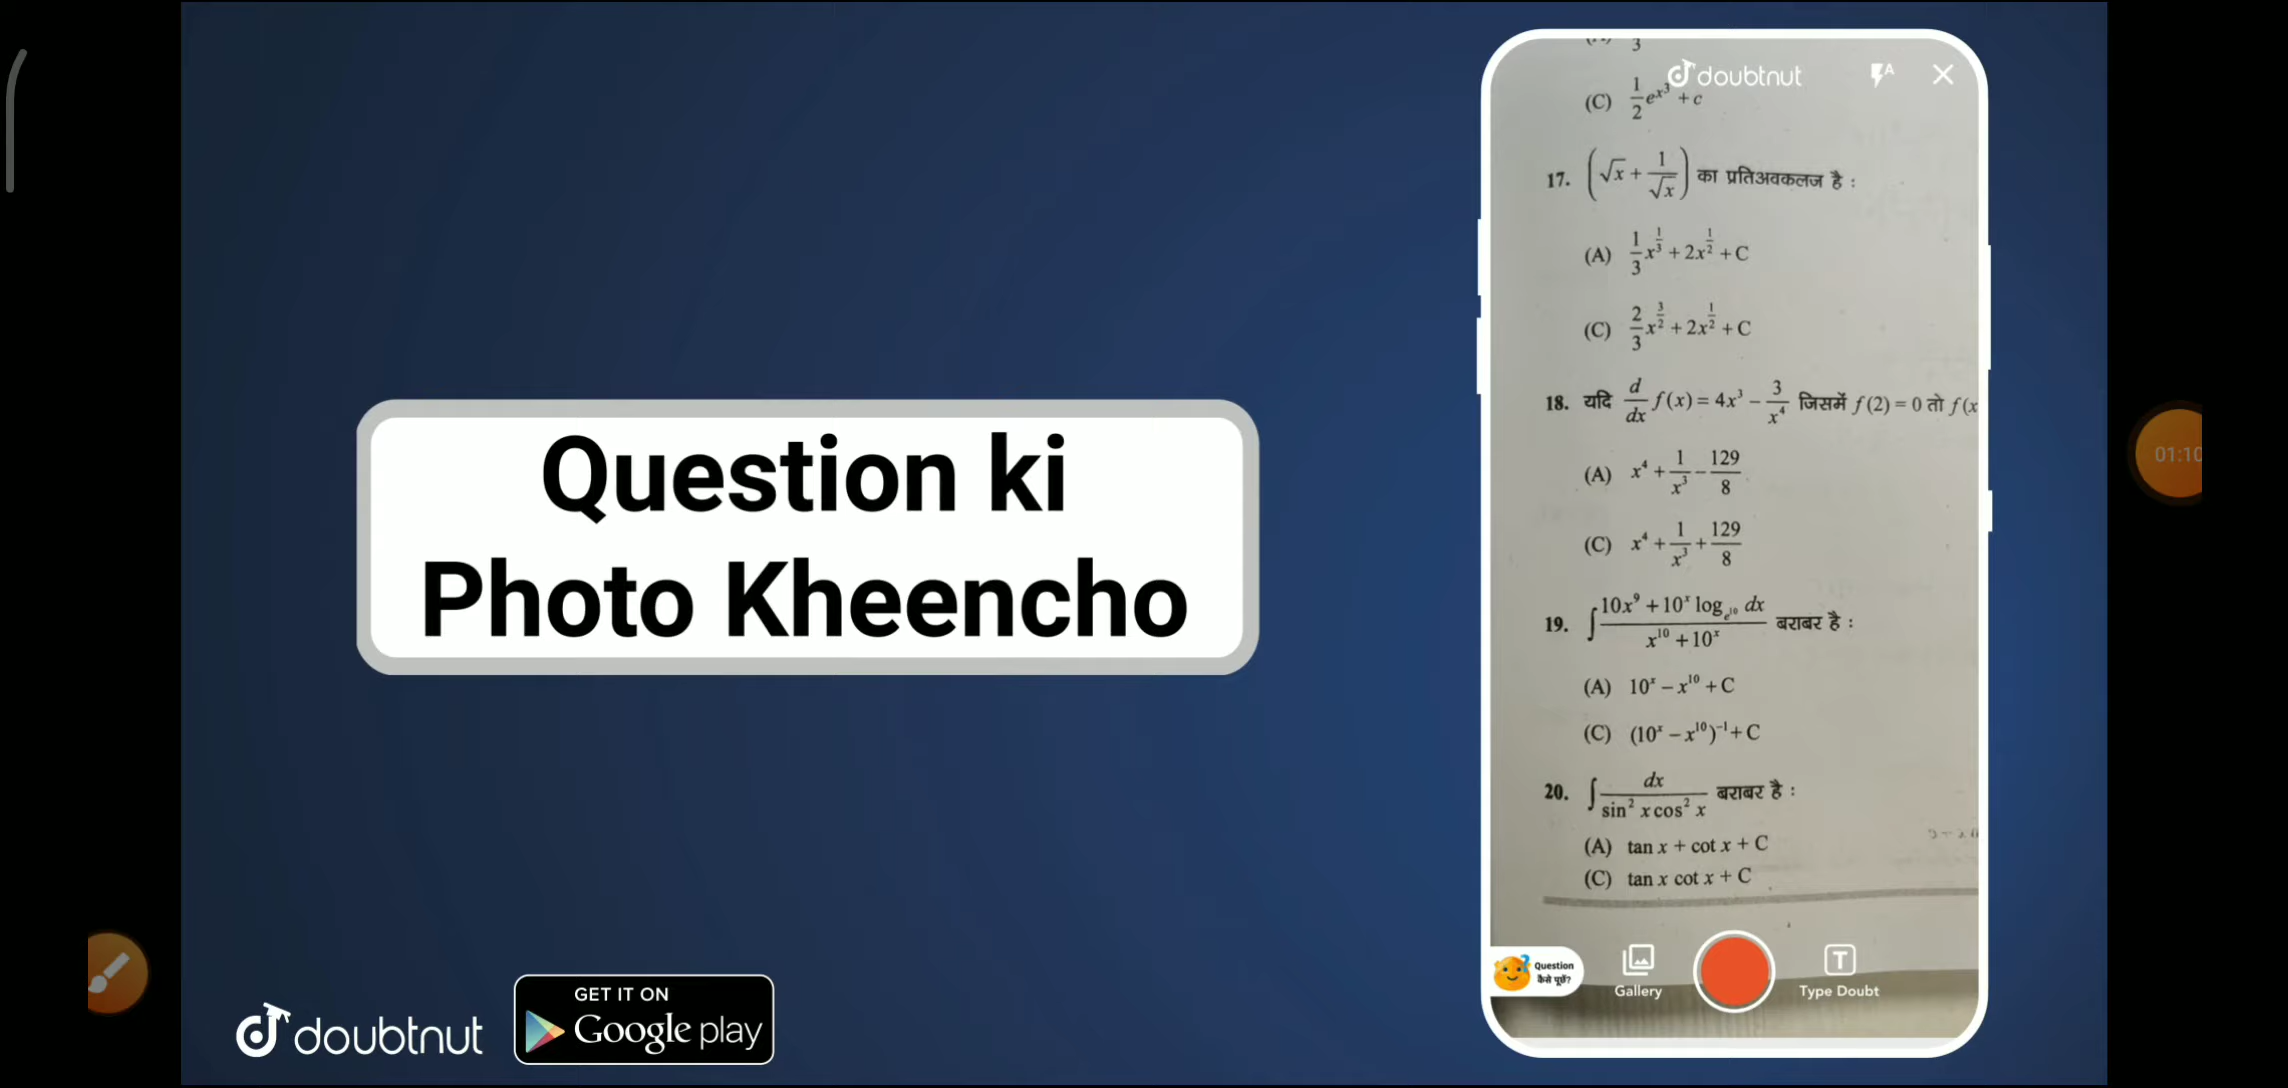 Question ki
Photo Kheencho
doubtnut
GET IT ON
Google play
3
doubtnut
A
(C) 1/2 e^x^3 + c
17. (√x + 1/√x) का प्रतिअवकलज है :
(A) 1/3 x^1/3 + 2x^1/2 + C
(C) 2/3 x^3/2 + 2x^1/2 + C
18. यदि d/dx f(x) = 4x^3 − 3/x^4 जिसमें f(2) = 0 तो f(x
(A) x^4 + 1/x^3 − 129/8
(C) x^4 + 1/x^3 + 129/8
19. ∫ (10x^9 + 10^x log_e^10 dx)/(x^10 + 10^x) बराबर है :
(A) 10^x − x^10 + C
(C) (10^x − x^10)^−1 + C
20. ∫ dx/(sin^2 x cos^2 x) बराबर है :
(A) tan x + cot x + C
(C) tan x cot x + C
Question
कैसे पूछें?
Gallery
T
Type Doubt
01:10